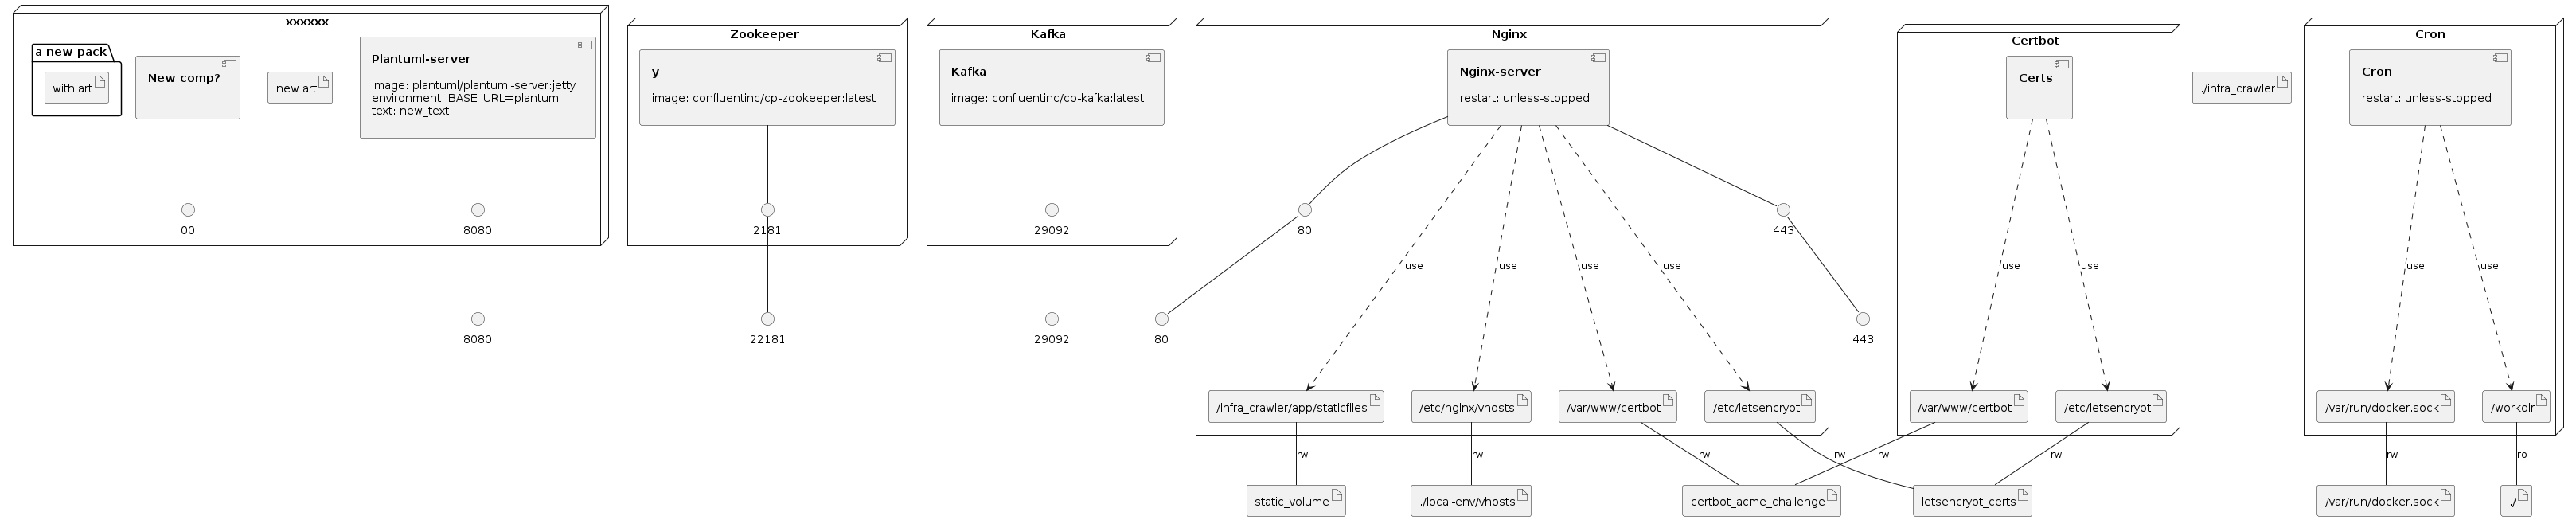 xxxxxx
a new pack
with art
New comp?
new art
Plantuml-server
image: plantuml/plantuml-server:jetty
environment: BASE_URL=plantuml
text: new_text
00
8080
8080
Zookeeper
y
image: confluentinc/cp-zookeeper:latest
2181
22181
Kafka
Kafka
image: confluentinc/cp-kafka:latest
29092
29092
Nginx
Nginx-server
restart: unless-stopped
80
443
80
443
use
use
use
use
/infra_crawler/app/staticfiles
/etc/nginx/vhosts
/var/www/certbot
/etc/letsencrypt
Certbot
Certs
use
use
/var/www/certbot
/etc/letsencrypt
./infra_crawler
Cron
Cron
restart: unless-stopped
use
use
/var/run/docker.sock
/workdir
rw
rw
rw
rw
rw
rw
rw
ro
static_volume
./local-env/vhosts
certbot_acme_challenge
letsencrypt_certs
/var/run/docker.sock
./